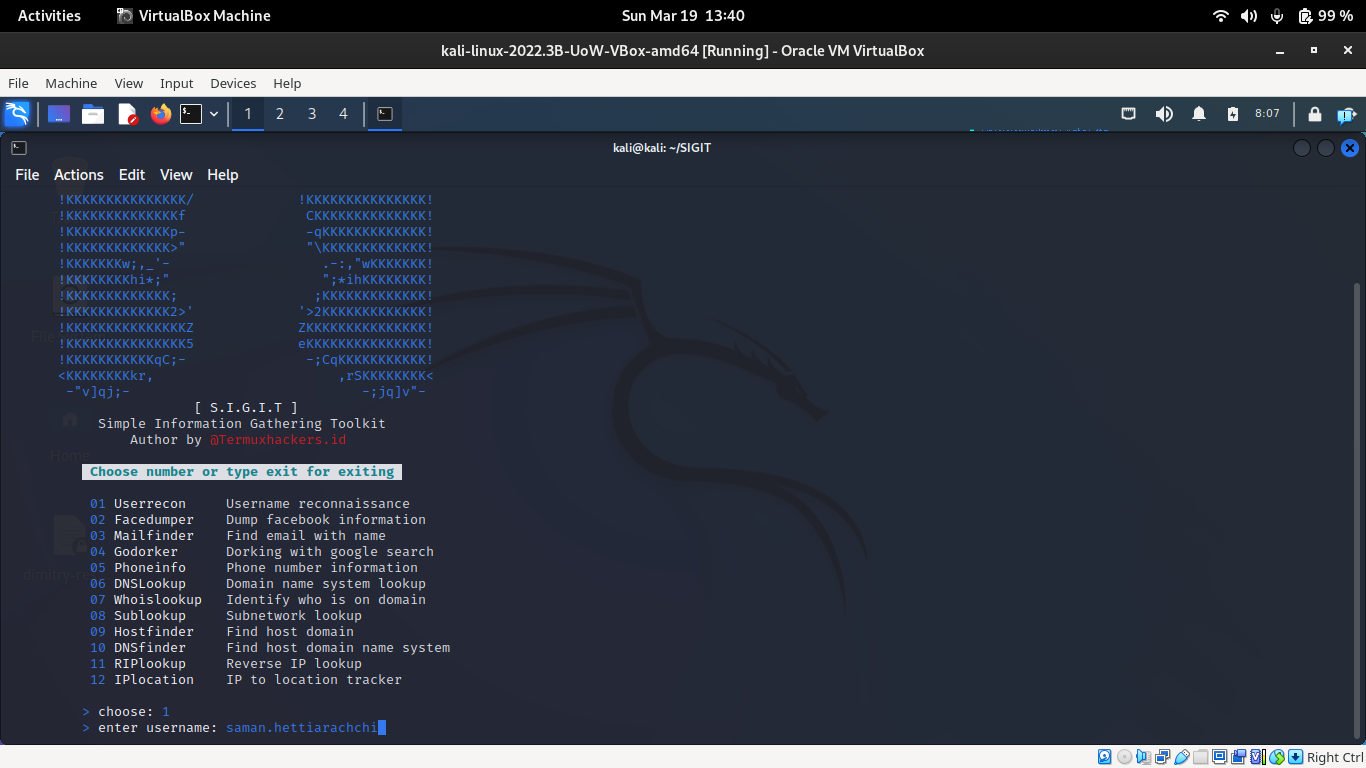 Activities VirtualBox Machine Sun Mar 19 13:40 99 %
kali-linux-2022.3B-UoW-VBox-amd64 [Running] - Oracle VM VirtualBox
File Machine View Input Devices Help
1 2 3 4 8:07
kali@kali: ~/SIGIT
File Actions Edit View Help
!KKKKKKKKKKKKKKK/ !KKKKKKKKKKKKKKK!
!KKKKKKKKKKKKKKf CKKKKKKKKKKKKKK!
!KKKKKKKKKKKKKp- -qKKKKKKKKKKKKK!
!KKKKKKKKKKKKK>" "\KKKKKKKKKKKKK!
!KKKKKKKw;,_'- .-:,"wKKKKKKK!
!KKKKKKKKhi*;" ";*ihKKKKKKKK!
!KKKKKKKKKKKKK; ;KKKKKKKKKKKKK!
!KKKKKKKKKKKKK2>' '>2KKKKKKKKKKKKK!
!KKKKKKKKKKKKKKKZ ZKKKKKKKKKKKKKKK!
!KKKKKKKKKKKKKKK5 eKKKKKKKKKKKKKKK!
!KKKKKKKKKKKqC;- -;CqKKKKKKKKKKK!
<KKKKKKKKkr, ,rSKKKKKKKK<
-"v]qj;- -;jq]v"-
[ S.I.G.I.T ]
Simple Information Gathering Toolkit
Author by @Termuxhackers.id
Choose number or type exit for exiting
01 Userrecon Username reconnaissance
02 Facedumper Dump facebook information
03 Mailfinder Find email with name
04 Godorker Dorking with google search
05 Phoneinfo Phone number information
06 DNSLookup Domain name system lookup
07 Whoislookup Identify who is on domain
08 Sublookup Subnetwork lookup
09 Hostfinder Find host domain
10 DNSfinder Find host domain name system
11 RIPlookup Reverse IP lookup
12 IPlocation IP to location tracker
> choose: 1
> enter username: saman.hettiarachchi
Home
Right Ctrl